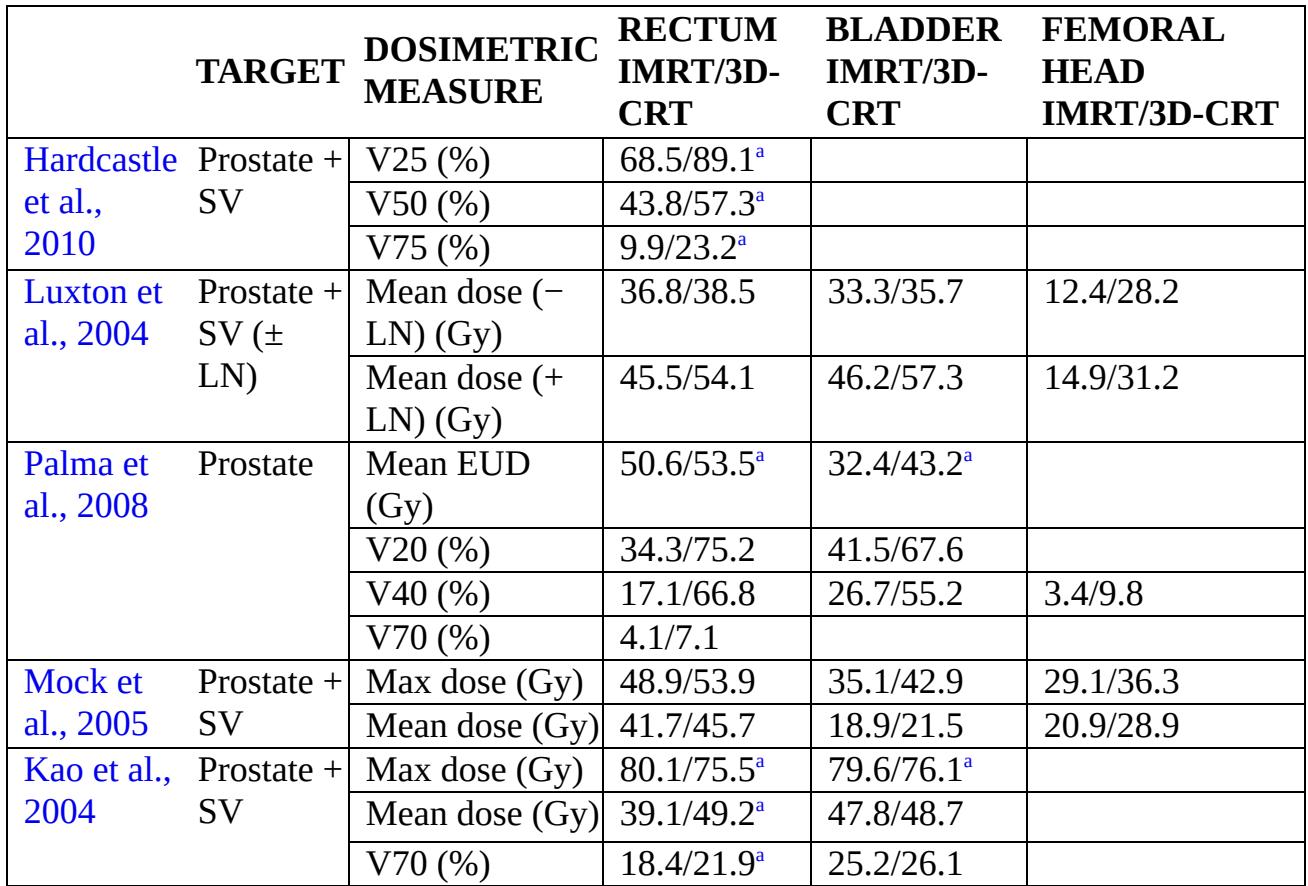 TARGET DOSIMETRIC MEASURE RECTUM IMRT/3D-CRT BLADDER IMRT/3D-CRT FEMORAL HEAD IMRT/3D-CRT
Hardcastle et al., 2010 Prostate + SV V25 (%) 68.5/89.1a
V50 (%) 43.8/57.3a
V75 (%) 9.9/23.2a
Luxton et al., 2004 Prostate + SV (± LN) Mean dose (− LN) (Gy) 36.8/38.5 33.3/35.7 12.4/28.2
Mean dose (+ LN) (Gy) 45.5/54.1 46.2/57.3 14.9/31.2
Palma et al., 2008 Prostate Mean EUD (Gy) 50.6/53.5a 32.4/43.2a
V20 (%) 34.3/75.2 41.5/67.6
V40 (%) 17.1/66.8 26.7/55.2 3.4/9.8
V70 (%) 4.1/7.1
Mock et al., 2005 Prostate + SV Max dose (Gy) 48.9/53.9 35.1/42.9 29.1/36.3
Mean dose (Gy) 41.7/45.7 18.9/21.5 20.9/28.9
Kao et al., 2004 Prostate + SV Max dose (Gy) 80.1/75.5a 79.6/76.1a
Mean dose (Gy) 39.1/49.2a 47.8/48.7
V70 (%) 18.4/21.9a 25.2/26.1